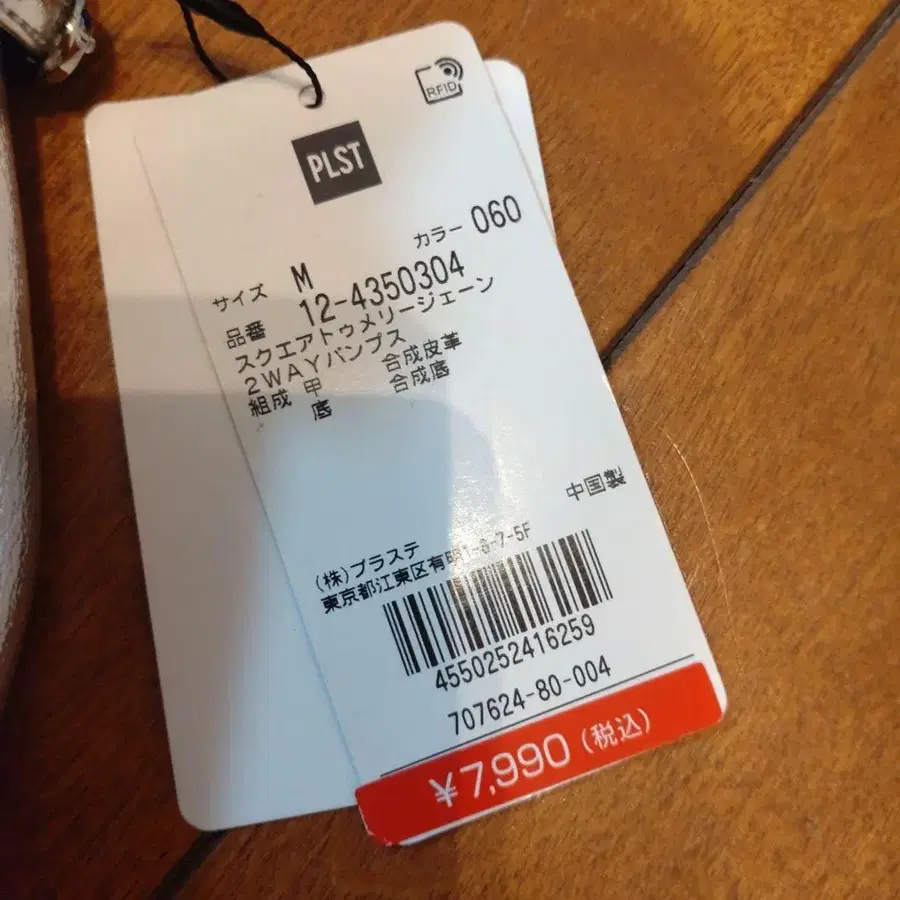 RFID
PLST
サイズ M カラー 060
品番 12-4350304
スクエアトゥメリージェーン
2WAYパンプス
組成 甲 合成皮革
底 合成底
中国製
(株)プラステ
東京都江東区有明1-6-7-5F
4550252416259
707624-80-004
¥7,990(税込)